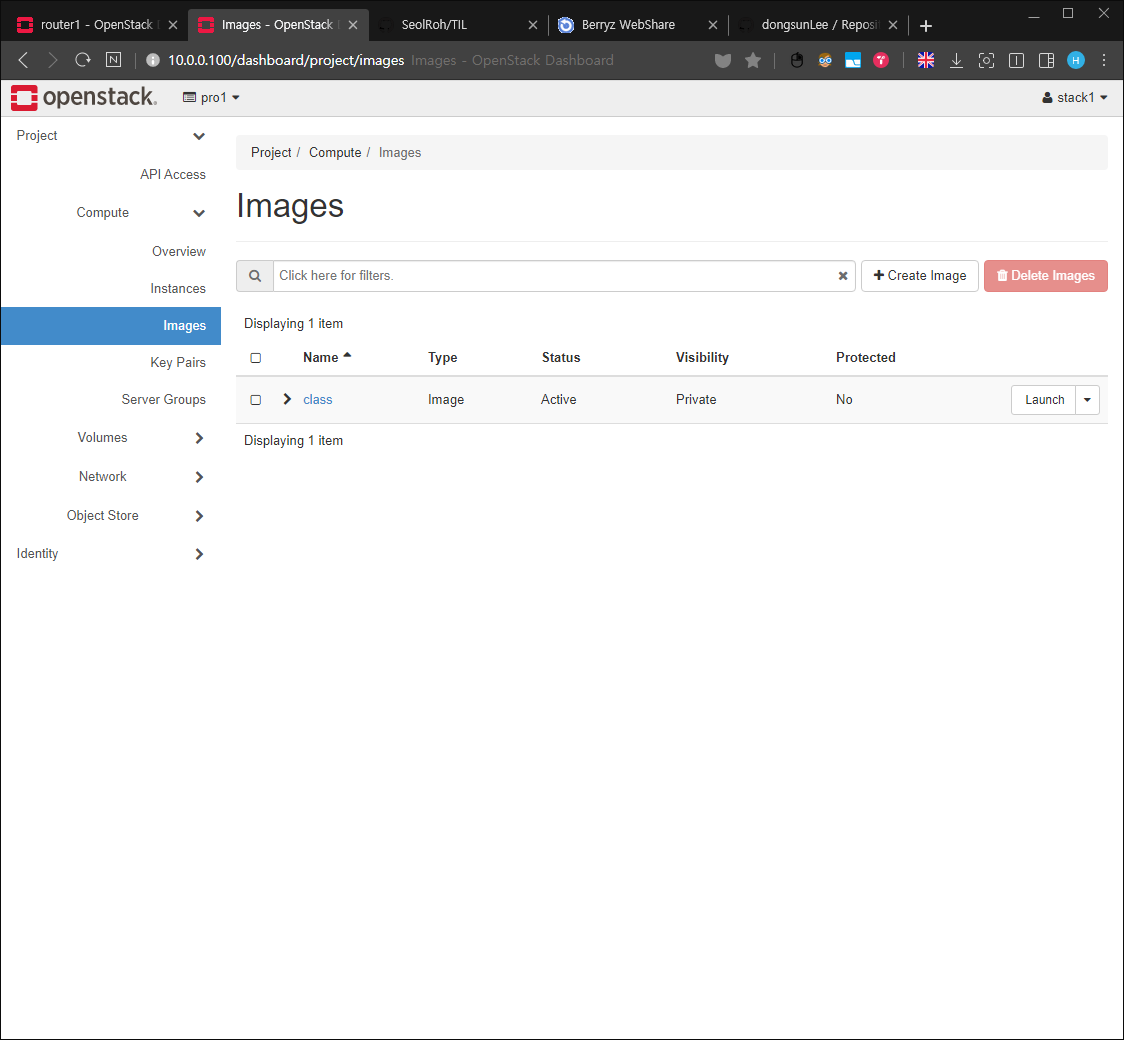 router1 - OpenStack
Images - OpenStack
SeolRoh/TIL
Berryz WebShare
dongsunLee / Reposi
N
10.0.0.100/dashboard/project/images Images - OpenStack Dashboard
H
openstack.
pro1
stack1
Project
API Access
Compute
Overview
Instances
Images
Key Pairs
Server Groups
Volumes
Network
Object Store
Identity
Project / Compute / Images
Images
Click here for filters.
Create Image
Delete Images
Displaying 1 item
Name Type Status Visibility Protected
class Image Active Private No Launch
Displaying 1 item